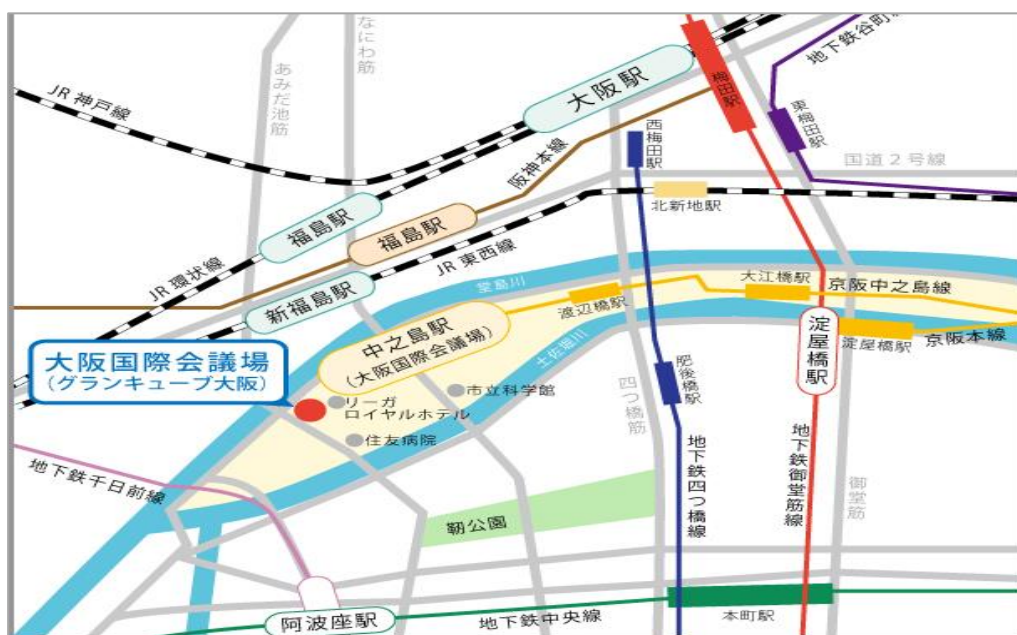 なにわ筋
あみだ池筋
JR 神戸線
大阪駅
梅田駅
地下鉄谷町線
東梅田駅
西梅田駅
国道2号線
阪神本線
北新地駅
福島駅
福島駅
JR 環状線
JR 東西線
新福島駅
堂島川
大江橋駅
京阪中之島線
渡辺橋駅
中之島駅
(大阪国際会議場)
土佐堀川
淀屋橋駅
淀屋橋駅
京阪本線
大阪国際会議場
(グランキューブ大阪)
リーガ
ロイヤルホテル
市立科学館
住友病院
四つ橋筋
肥後橋駅
地下鉄四つ橋線
地下鉄御堂筋線
御堂筋
地下鉄千日前線
靭公園
阿波座駅
地下鉄中央線
本町駅